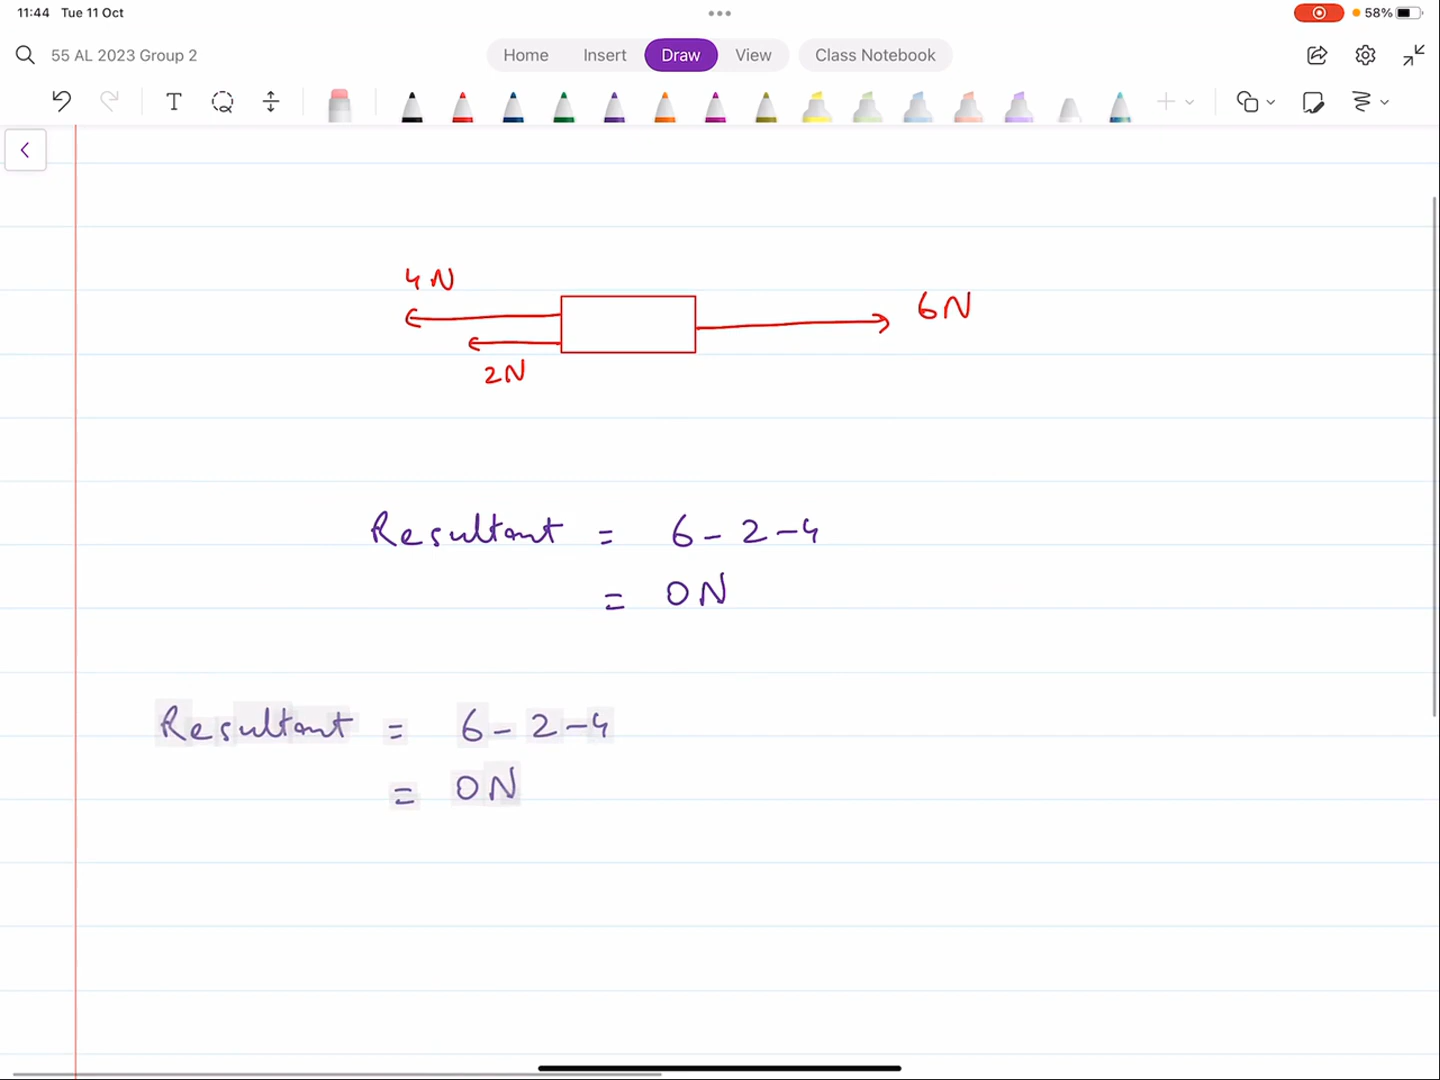 11:44 Tue 11 Oct
58%
55 AL 2023 Group 2
Home Insert Draw View Class Notebook
T
4N
6N
2N
Resultant = 6 - 2 - 4
= 0N
Resultant = 6 - 2 - 4
= 0N